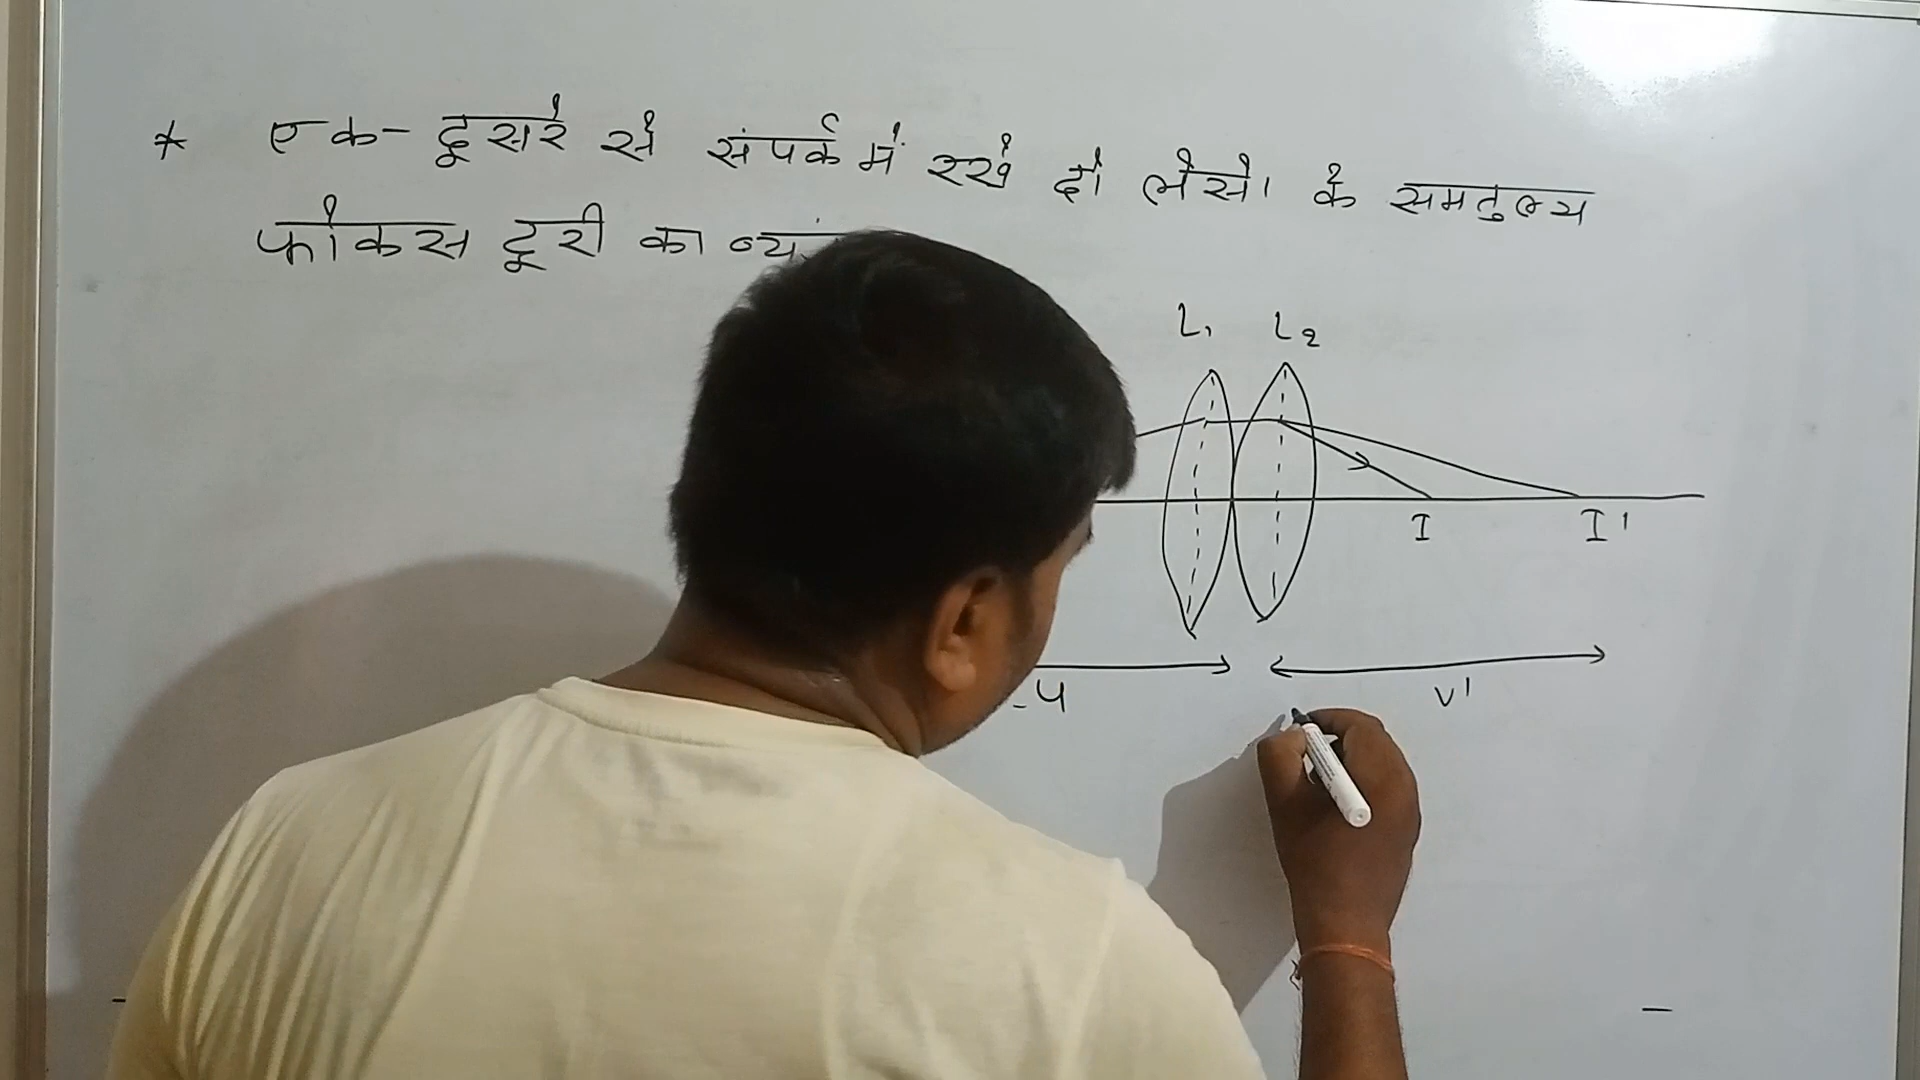 * एक- दूसरे से संपर्क में रखे दो लेंसो के समतुल्य
फोकस दूरी का
L₁ L₂
I I'
-u v'